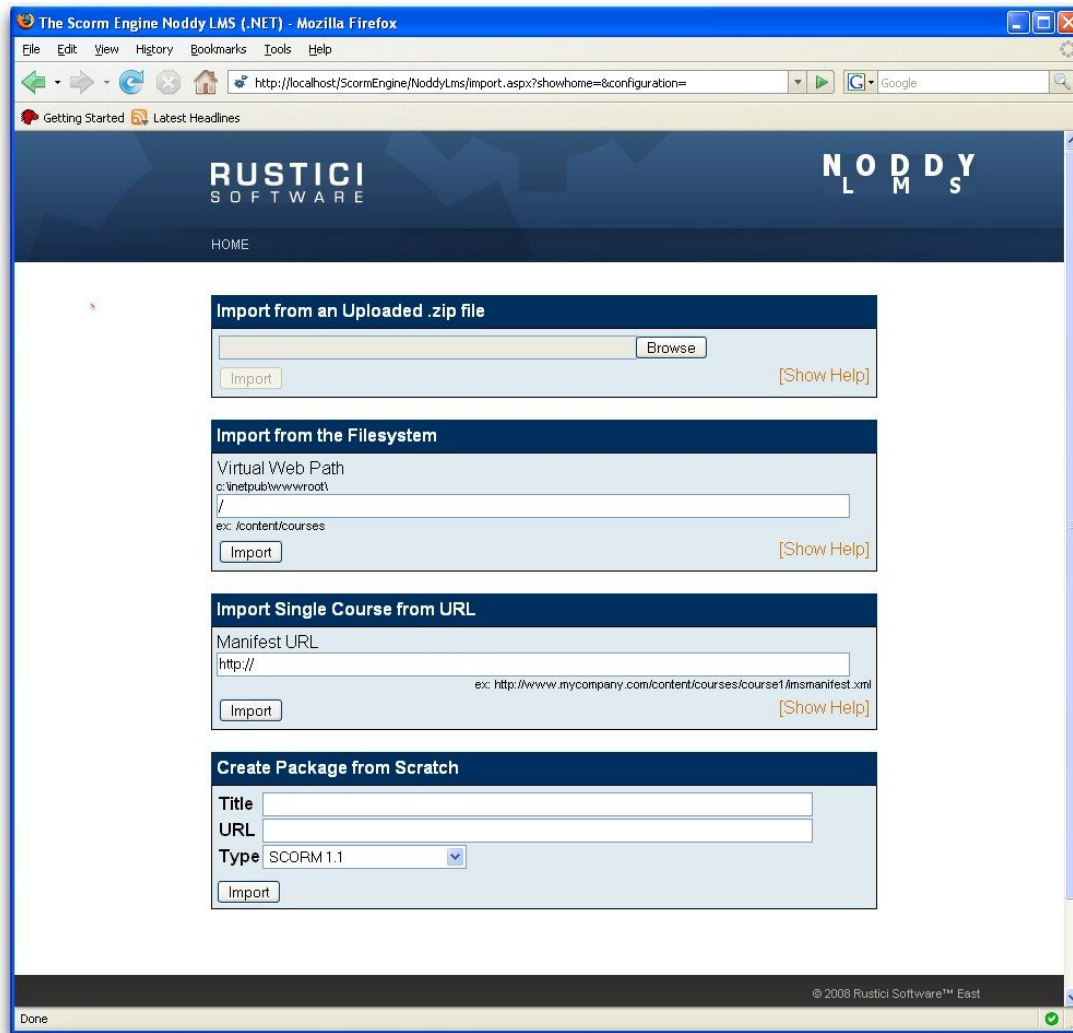 The Scorm Engine Noddy LMS (.NET) - Mozilla Firefox
File Edit View History Bookmarks Tools Help
http://localhost/ScormEngine/NoddyLms/import.aspx?showhome=&configuration=
G Google
Getting Started Latest Headlines
RUSTICI
SOFTWARE
NODDY
LMS
HOME
Import from an Uploaded .zip file
Browse
Import
[Show Help]
Import from the Filesystem
Virtual Web Path
c:\inetpub\wwwroot\
/
ex: /content/courses
Import
[Show Help]
Import Single Course from URL
Manifest URL
http://
ex: http://www.mycompany.com/content/courses/course1/imsmanifest.xml
Import
[Show Help]
Create Package from Scratch
Title
URL
Type SCORM 1.1
Import
© 2008 Rustici Software™ East
Done